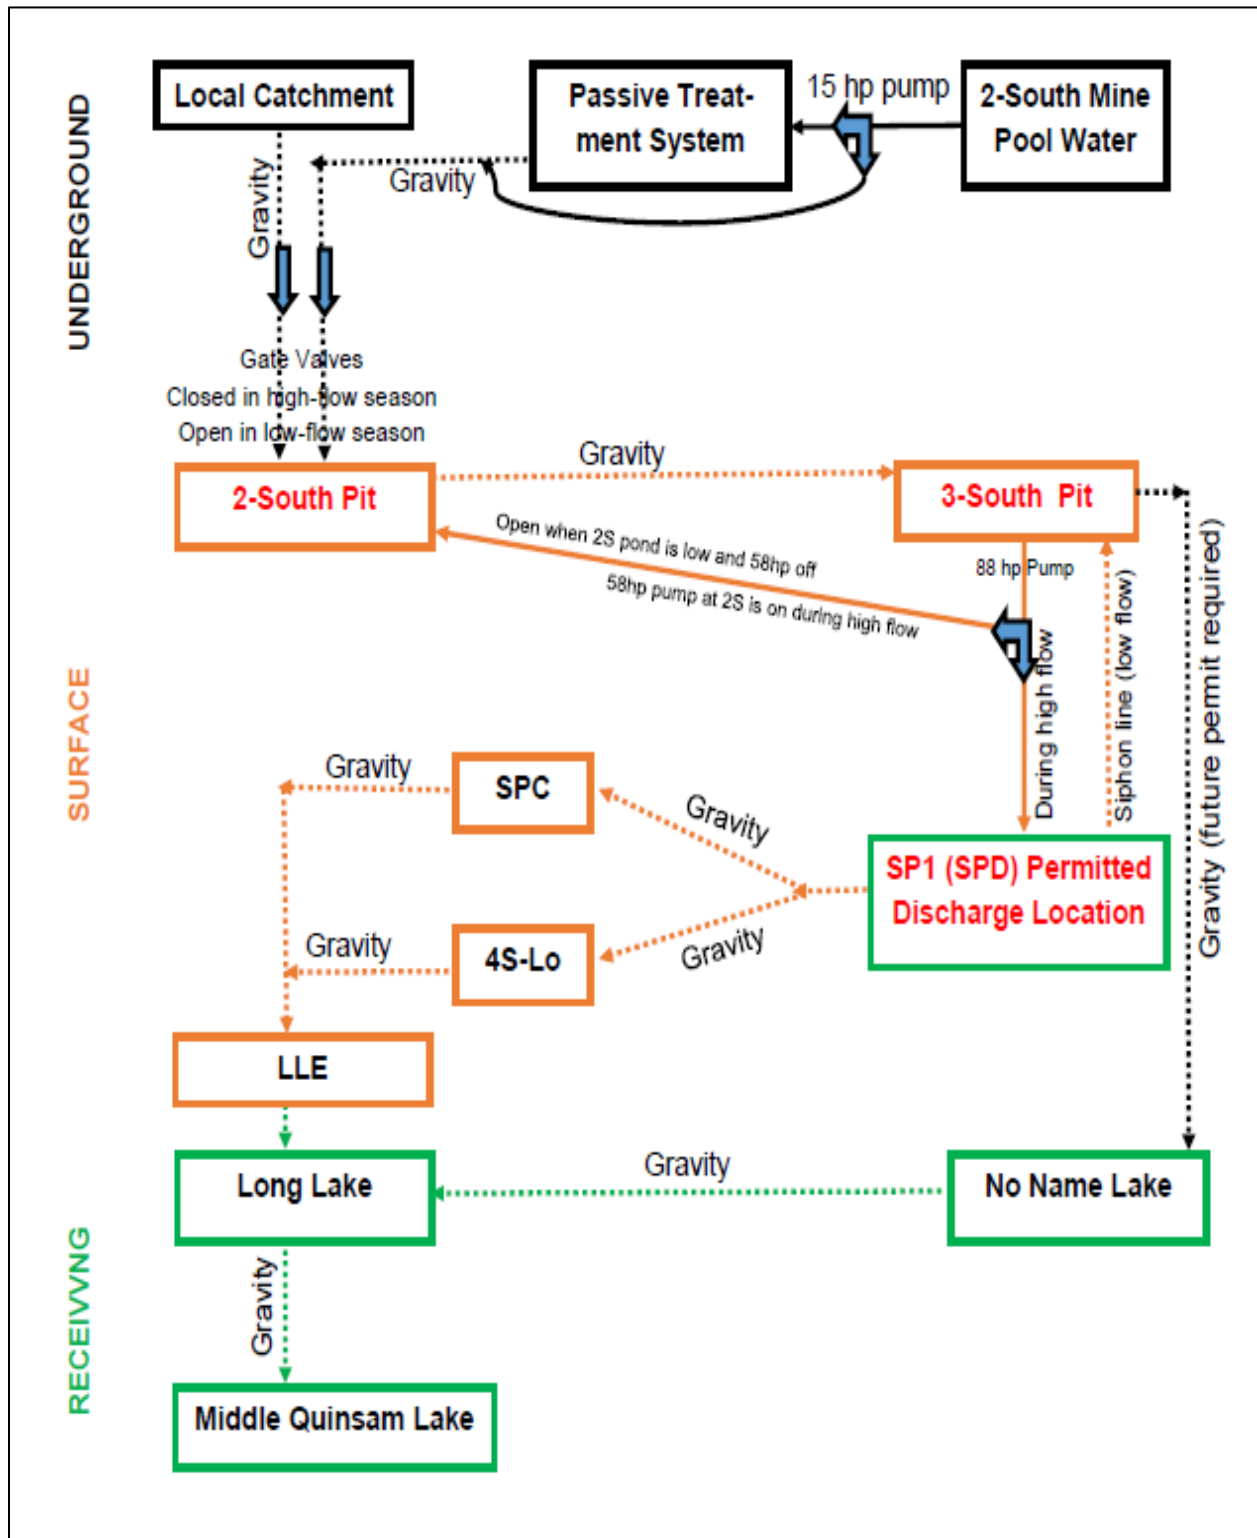 UNDERGROUND
Local Catchment
Passive Treat-
ment System
15 hp pump
2-South Mine
Pool Water
Gravity
Gravity
Gate Valves
Closed in high-flow season
Open in low-flow season
SURFACE
2-South Pit
Gravity
3-South Pit
Open when 2S pond is low and 58hp off
58hp pump at 2S is on during high flow
88 hp Pump
During high flow
Siphon line (low flow)
Gravity (future permit required)
Gravity
SPC
Gravity
SP1 (SPD) Permitted
Discharge Location
Gravity
4S-Lo
Gravity
LLE
RECEIVVNG
Long Lake
Gravity
No Name Lake
Gravity
Middle Quinsam Lake